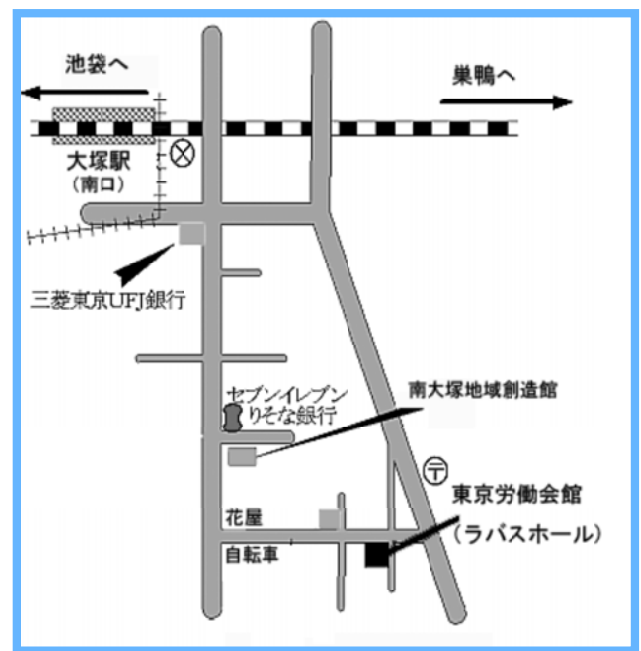 池袋へ
巣鴨へ
大塚駅
(南口)
三菱東京UFJ銀行
セブンイレブン
りそな銀行
南大塚地域創造館
〒
東京労働会館
(ラバスホール)
花屋
自転車